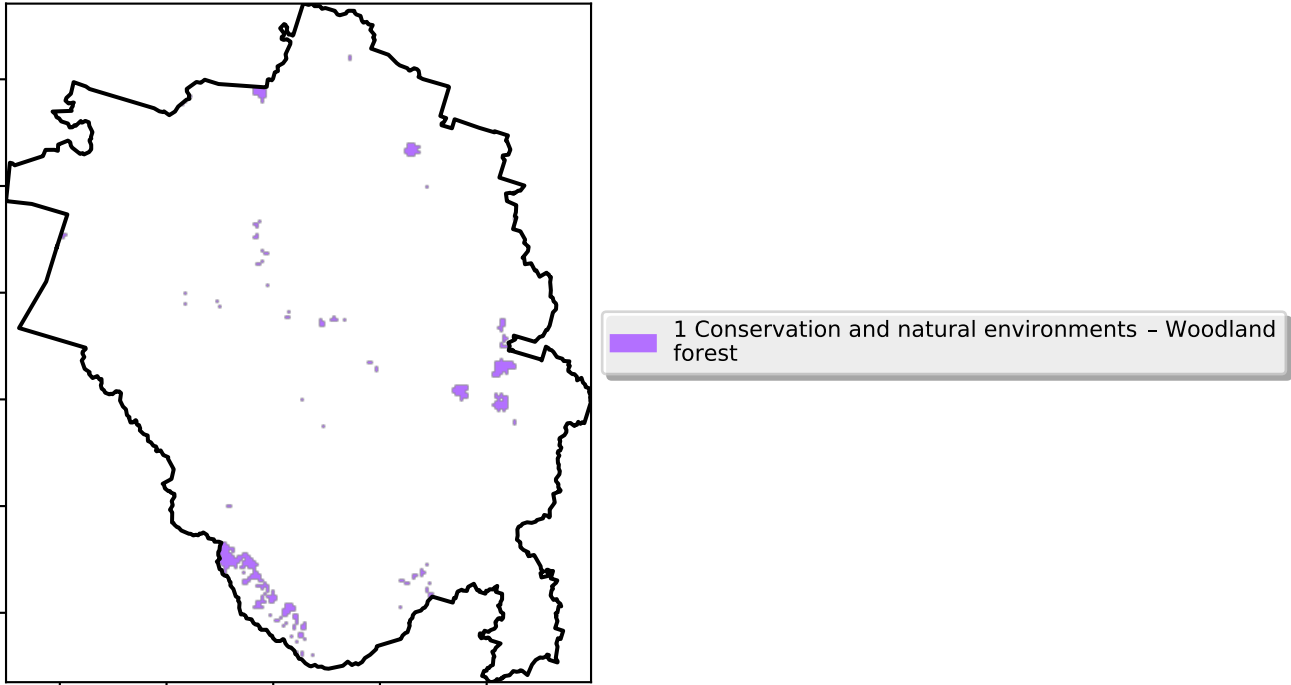 1 Conservation and natural environments – Woodland
forest